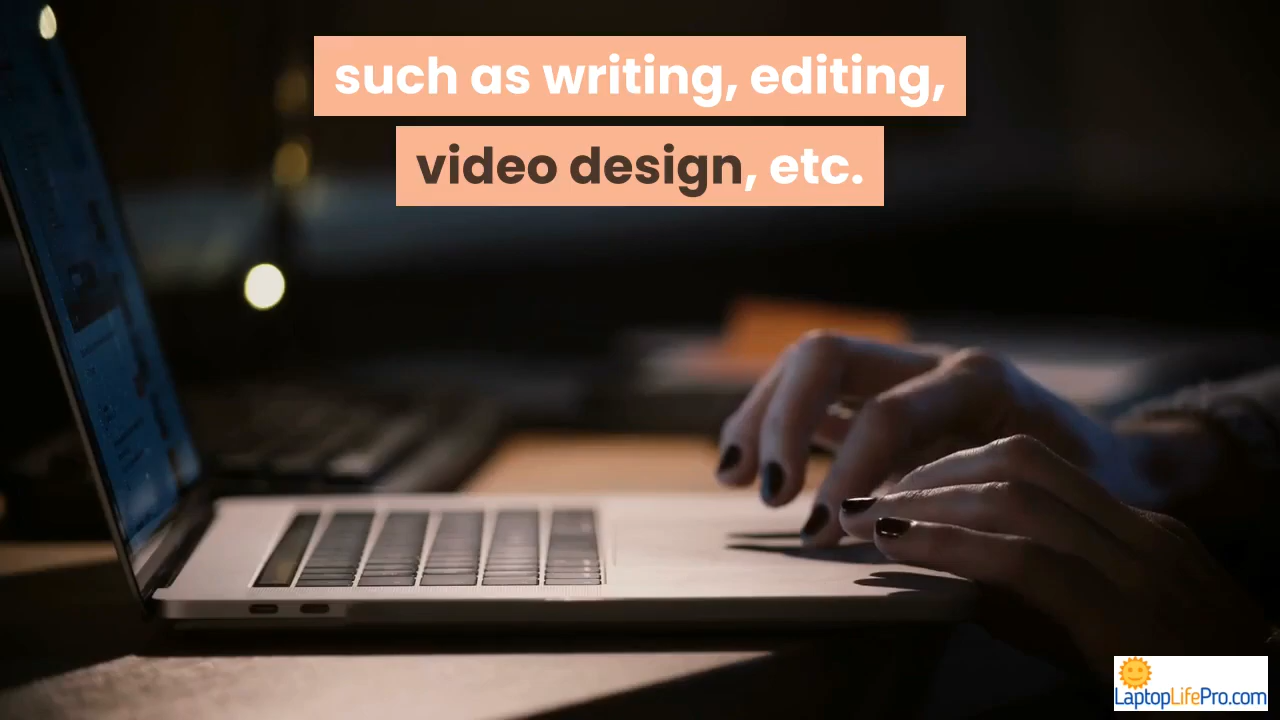 such as writing, editing,
video design, etc.
LaptopLifePro.com